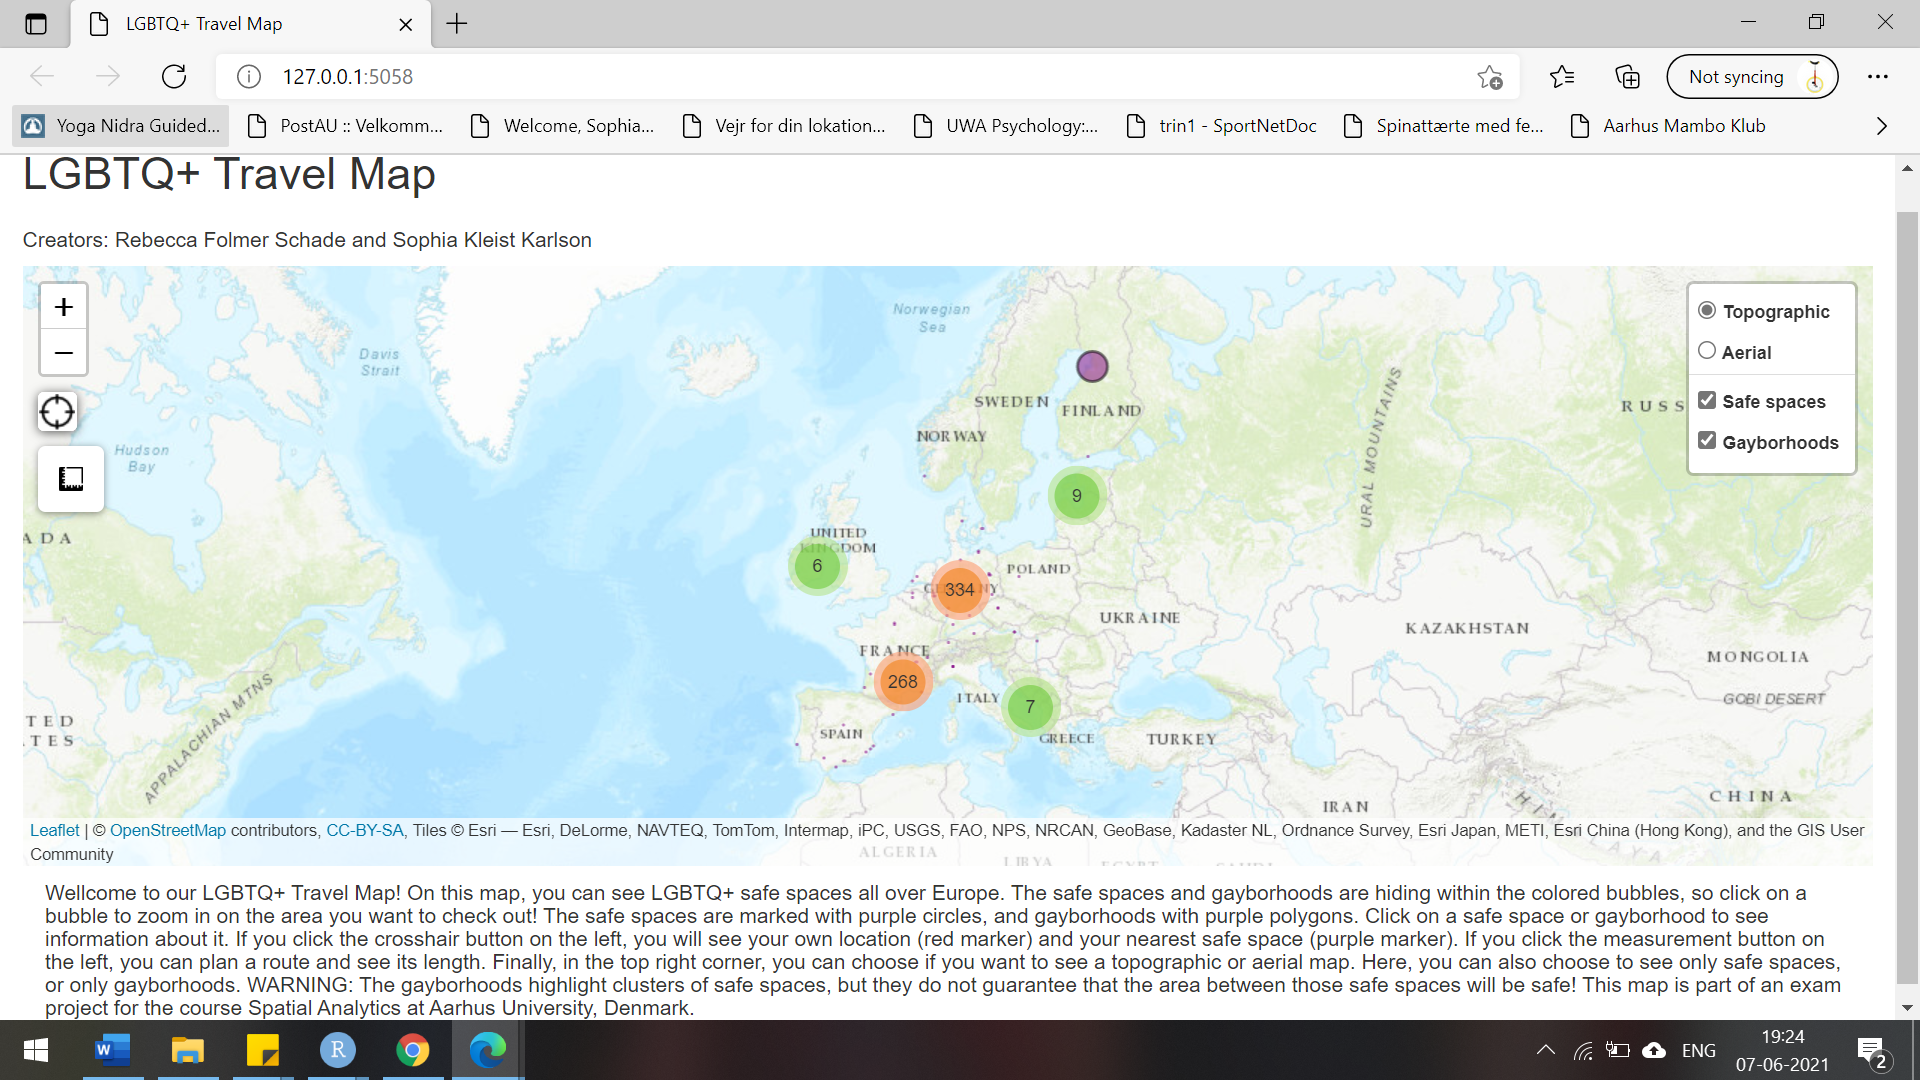 LGBTQ+ Travel Map
127.0.0.1:5058
Not syncing
Yoga Nidra Guided...
PostAU :: Velkomm...
Welcome, Sophia...
Vejr for din lokation...
UWA Psychology:...
trin1 - SportNetDoc
Spinattærte med fe...
Aarhus Mambo Klub
LGBTQ+ Travel Map
Creators: Rebecca Folmer Schade and Sophia Kleist Karlson
+
−
Topographic
Aerial
Safe spaces
Gayborhoods
Norwegian
Sea
Davis
Strait
Hudson
Bay
SWEDEN
FINLAND
NORWAY
RUSS
URAL MOUNTAINS
9
ADA
UNITED
KINGDOM
6
POLAND
334
UKRAINE
KAZAKHSTAN
FRANCE
MONGOLIA
268
ITALY
7
GOBI DESERT
APPALACHIAN MTNS
TED
TES
SPAIN
GREECE
TURKEY
IRAN
CHINA
Leaflet | © OpenStreetMap contributors, CC-BY-SA, Tiles © Esri — Esri, DeLorme, NAVTEQ, TomTom, Intermap, iPC, USGS, FAO, NPS, NRCAN, GeoBase, Kadaster NL, Ordnance Survey, Esri Japan, METI, Esri China (Hong Kong), and the GIS User
Community
ALGERIA
Wellcome to our LGBTQ+ Travel Map! On this map, you can see LGBTQ+ safe spaces all over Europe. The safe spaces and gayborhoods are hiding within the colored bubbles, so click on a
bubble to zoom in on the area you want to check out! The safe spaces are marked with purple circles, and gayborhoods with purple polygons. Click on a safe space or gayborhood to see
information about it. If you click the crosshair button on the left, you will see your own location (red marker) and your nearest safe space (purple marker). If you click the measurement button on
the left, you can plan a route and see its length. Finally, in the top right corner, you can choose if you want to see a topographic or aerial map. Here, you can also choose to see only safe spaces,
or only gayborhoods. WARNING: The gayborhoods highlight clusters of safe spaces, but they do not guarantee that the area between those safe spaces will be safe! This map is part of an exam
project for the course Spatial Analytics at Aarhus University, Denmark.
W
R
ENG
19:24
07-06-2021
2